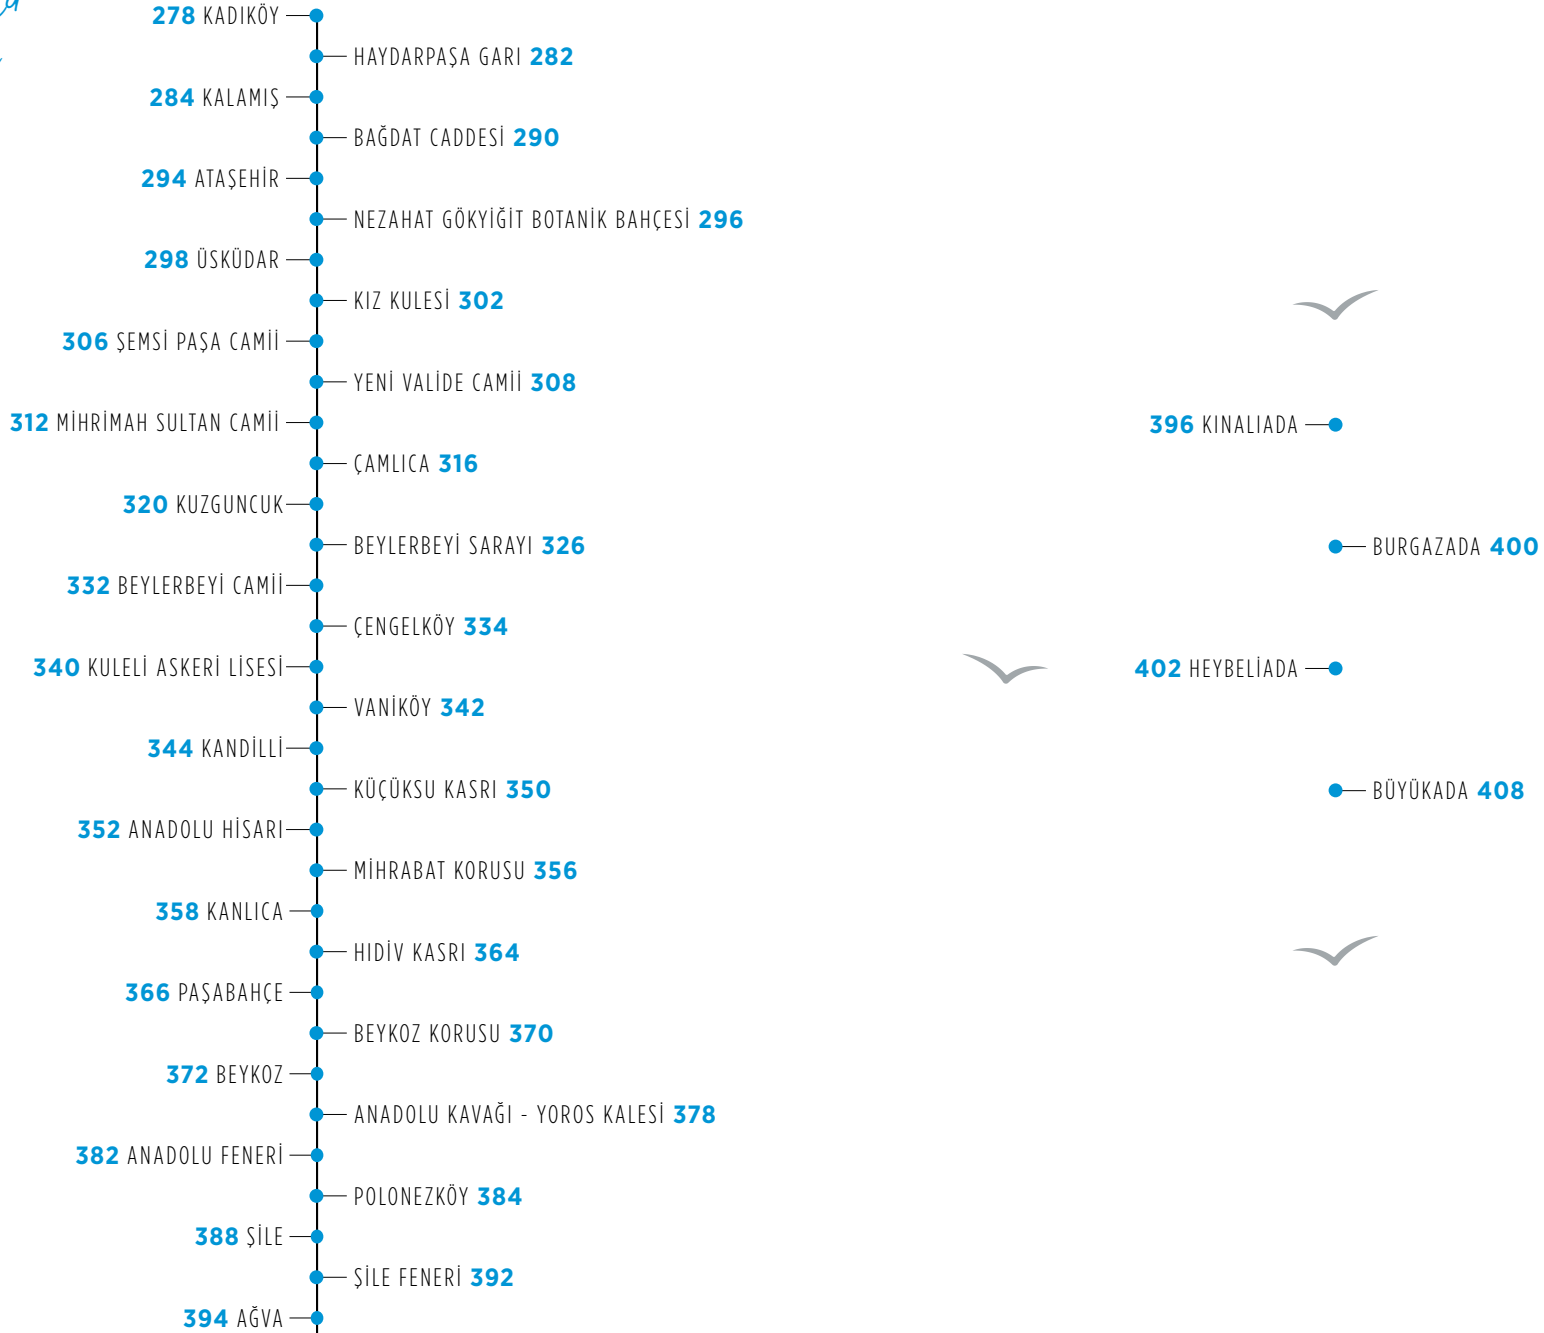 278 KADIKÖY
HAYDARPAŞA GARI 282
284 KALAMIŞ
BAĞDAT CADDESİ 290
294 ATAŞEHİR
NEZAHAT GÖKYİĞİT BOTANİK BAHÇESİ 296
298 ÜSKÜDAR
KIZ KULESİ 302
306 ŞEMSİ PAŞA CAMİİ
YENİ VALİDE CAMİİ 308
312 MİHRİMAH SULTAN CAMİİ
ÇAMLICA 316
320 KUZGUNCUK
BEYLERBEYİ SARAYI 326
332 BEYLERBEYİ CAMİİ
ÇENGELKÖY 334
340 KULELİ ASKERİ LİSESİ
VANİKÖY 342
344 KANDİLLİ
KÜÇÜKSU KASRI 350
352 ANADOLU HİSARI
MİHRABAT KORUSU 356
358 KANLICA
HIDİV KASRI 364
366 PAŞABAHÇE
BEYKOZ KORUSU 370
372 BEYKOZ
ANADOLU KAVAĞI - YOROS KALESİ 378
382 ANADOLU FENERİ
POLONEZKÖY 384
388 ŞİLE
ŞİLE FENERİ 392
394 AĞVA
396 KINALIADA
BURGAZADA 400
402 HEYBELİADA
BÜYÜKADA 408